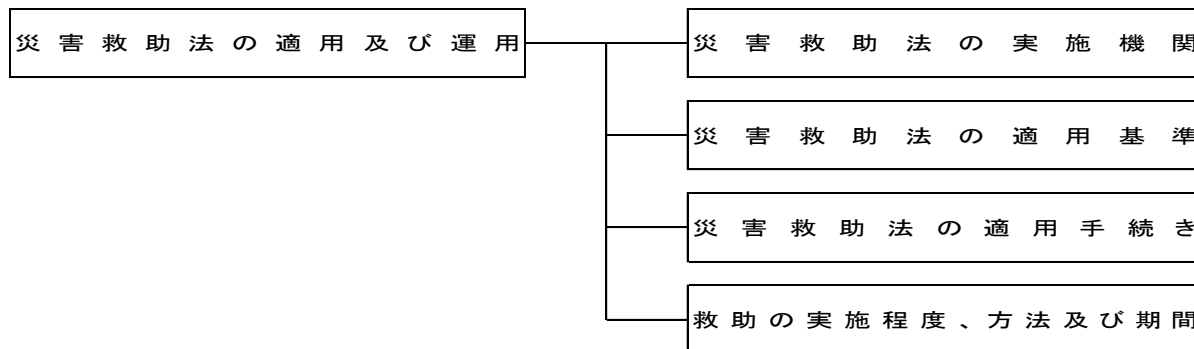 災害救助法の適用及び運用
災害救助法の実施機関
災害救助法の適用基準
災害救助法の適用手続き
救助の実施程度、方法及び期間